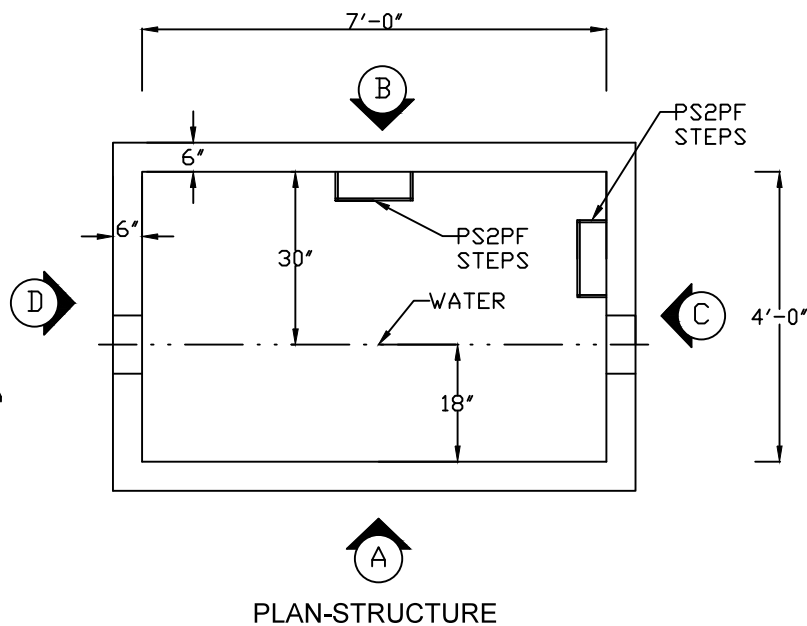 7'-0"
B
PS2PF
STEPS
6"
6"
30"
PS2PF
STEPS
D
WATER
C
4'-0"
18"
A
PLAN-STRUCTURE